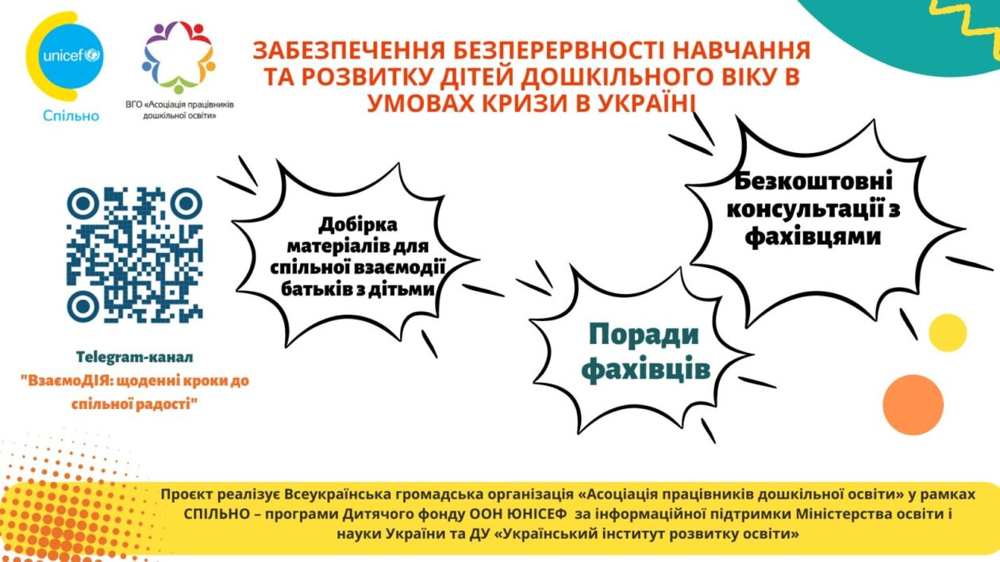 unicef
Спільно
ВГО «Асоціація працівників
дошкільної освіти»
ЗАБЕЗПЕЧЕННЯ БЕЗПЕРЕРВНОСТІ НАВЧАННЯ
ТА РОЗВИТКУ ДІТЕЙ ДОШКІЛЬНОГО ВІКУ В
УМОВАХ КРИЗИ В УКРАЇНІ
Telegram-канал
"ВзаємоДІЯ: щоденні кроки до
спільної радості"
Добірка
матеріалів для
спільної взаємодії
батьків з дітьми
Поради
фахівців
Безкоштовні
консультації з
фахівцями
Проєкт реалізує Всеукраїнська громадська організація «Асоціація працівників дошкільної освіти» у рамках
СПІЛЬНО – програми Дитячого фонду ООН ЮНІСЕФ за інформаційної підтримки Міністерства освіти і
науки України та ДУ «Український інститут розвитку освіти»